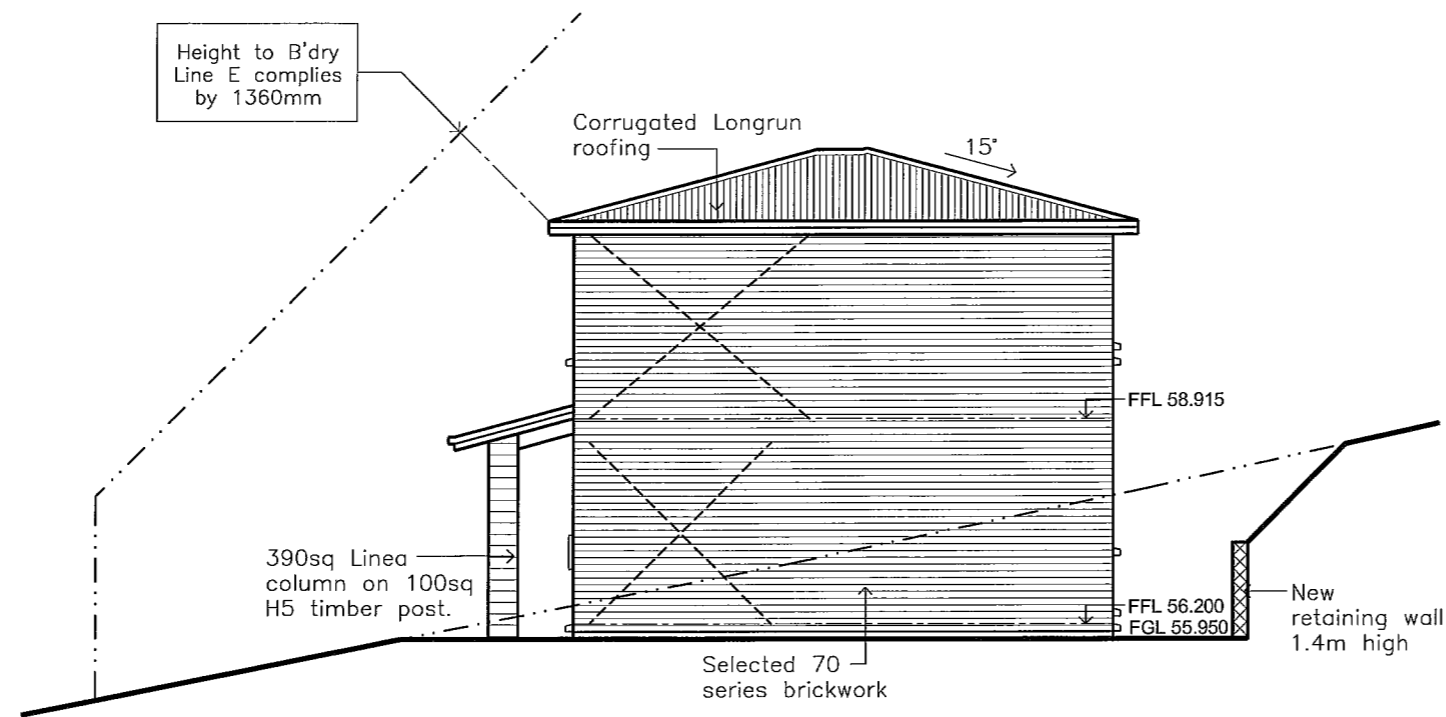 Height to B'dry
Line E complies
by 1360mm
Corrugated Longrun
roofing
15°
FFL 58.915
390sq Linea
column on 100sq
H5 timber post.
FFL 56.200
FGL 55.950
New
retaining wall
1.4m high
Selected 70
series brickwork